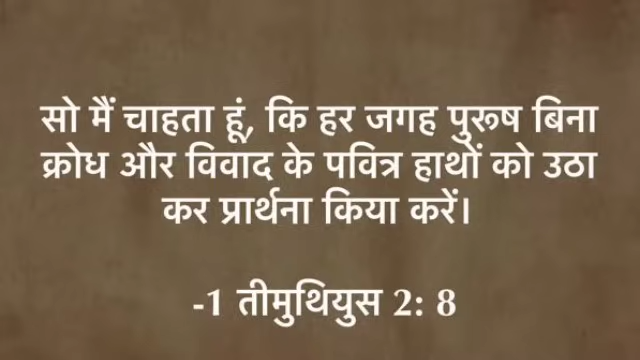 सो मैं चाहता हूं, कि हर जगह पुरूष बिना
क्रोध और विवाद के पवित्र हाथों को उठा
कर प्रार्थना किया करें।
-1 तीमुथियुस 2: 8